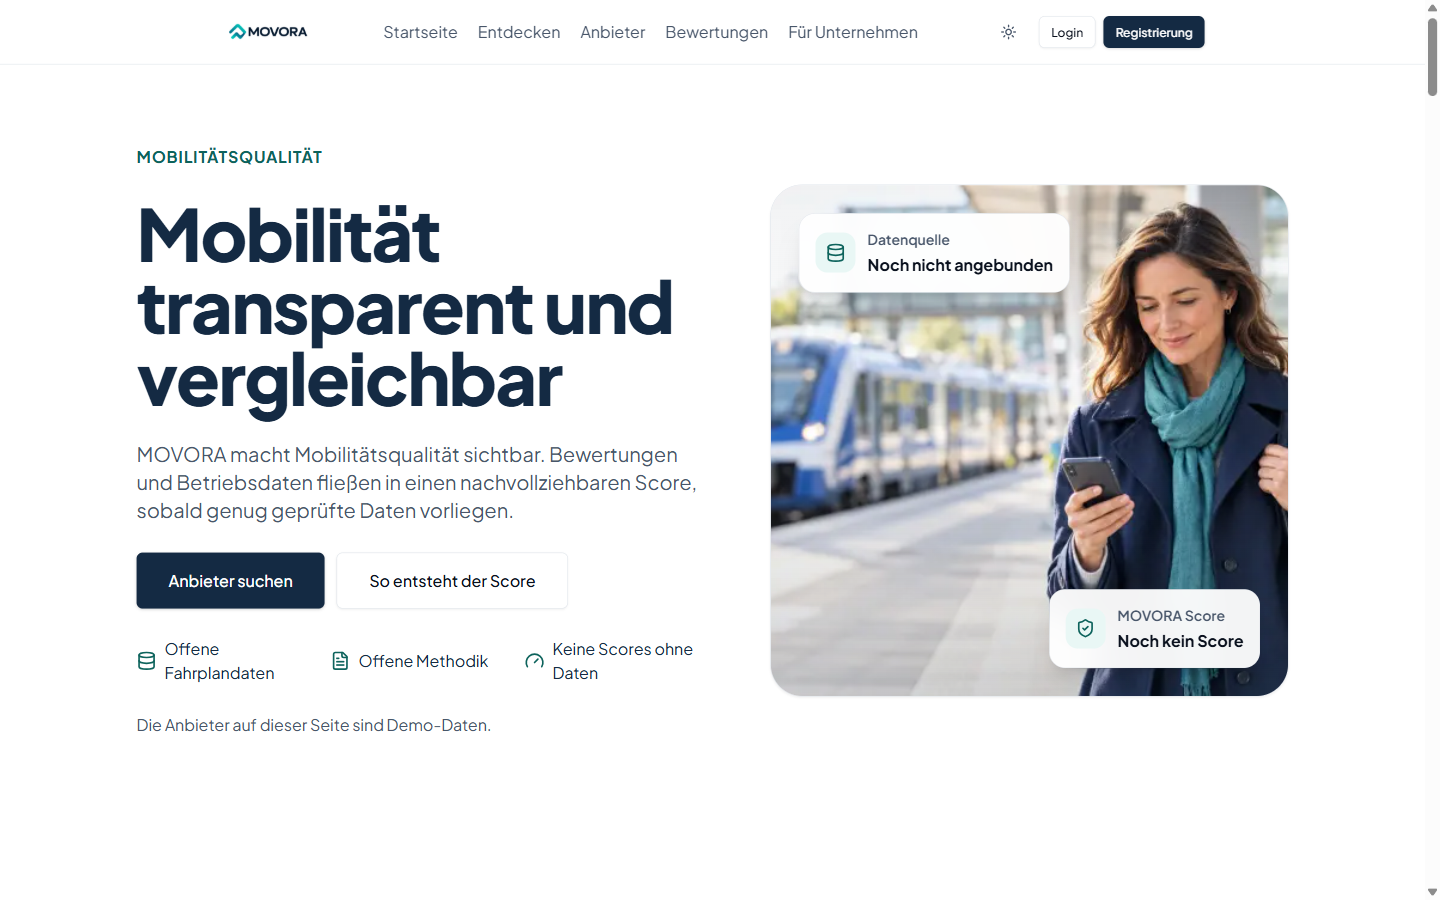 MOVORA
Startseite
Entdecken
Anbieter
Bewertungen
Für Unternehmen
Login
Registrierung
MOBILITÄTSQUALITÄT
Mobilität
transparent und
vergleichbar
MOVORA macht Mobilitätsqualität sichtbar. Bewertungen
und Betriebsdaten fließen in einen nachvollziehbaren Score,
sobald genug geprüfte Daten vorliegen.
Anbieter suchen
So entsteht der Score
Offene
Fahrplandaten
Offene Methodik
Keine Scores ohne
Daten
Die Anbieter auf dieser Seite sind Demo-Daten.
Datenquelle
Noch nicht angebunden
MOVORA Score
Noch kein Score